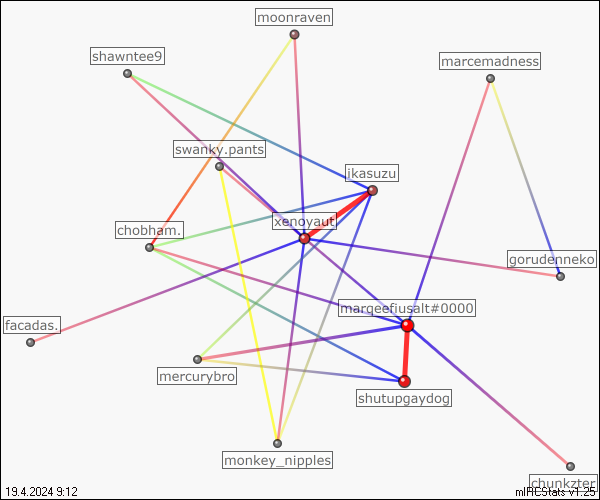 moonraven
shawntee9
marcemadness
swanky.pants
ikasuzu
xenoyaut
chobham.
gorudenneko
marqeefiusalt#0000
facadas.
mercurybro
shutupgaydog
monkey_nipples
chunkzter
19.4.2024 9:12
mIRCStats v1.25